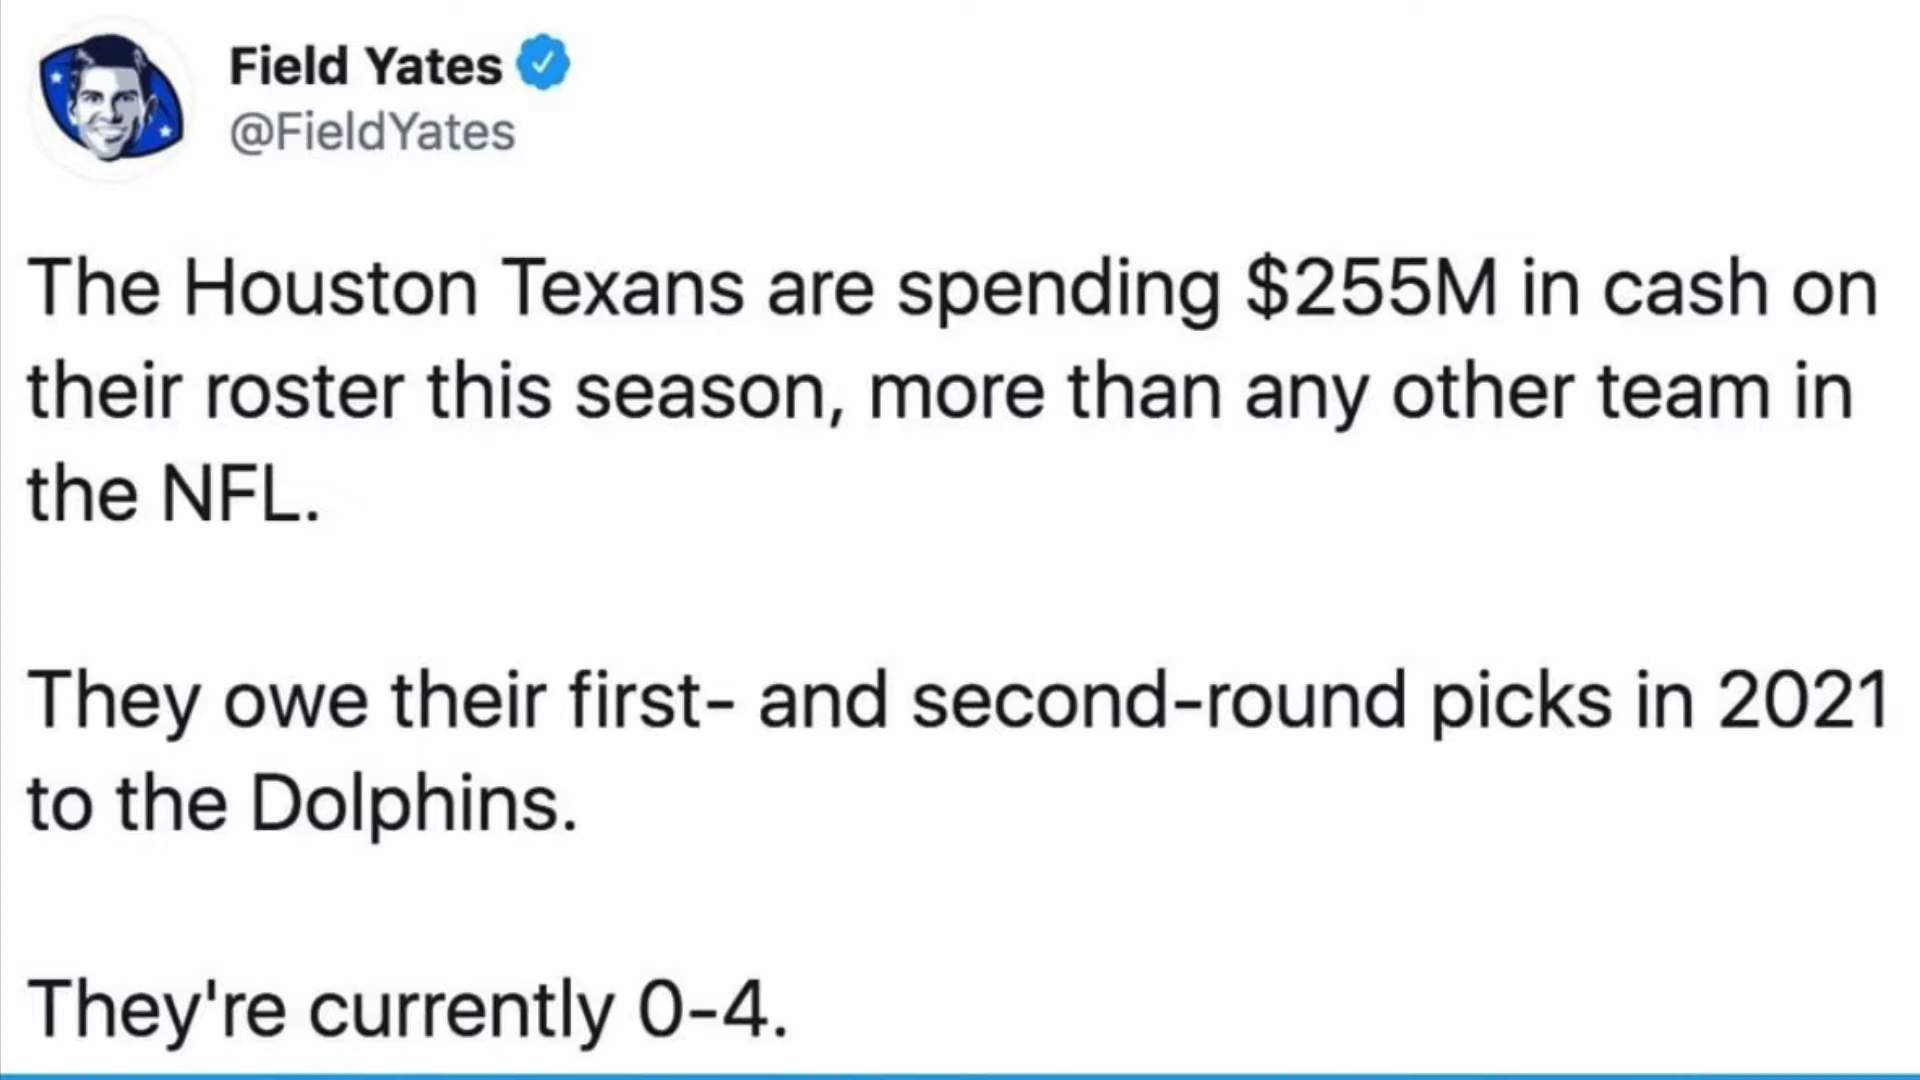 Field Yates
@FieldYates
The Houston Texans are spending $255M in cash on
their roster this season, more than any other team in
the NFL.
They owe their first- and second-round picks in 2021
to the Dolphins.
They're currently 0-4.